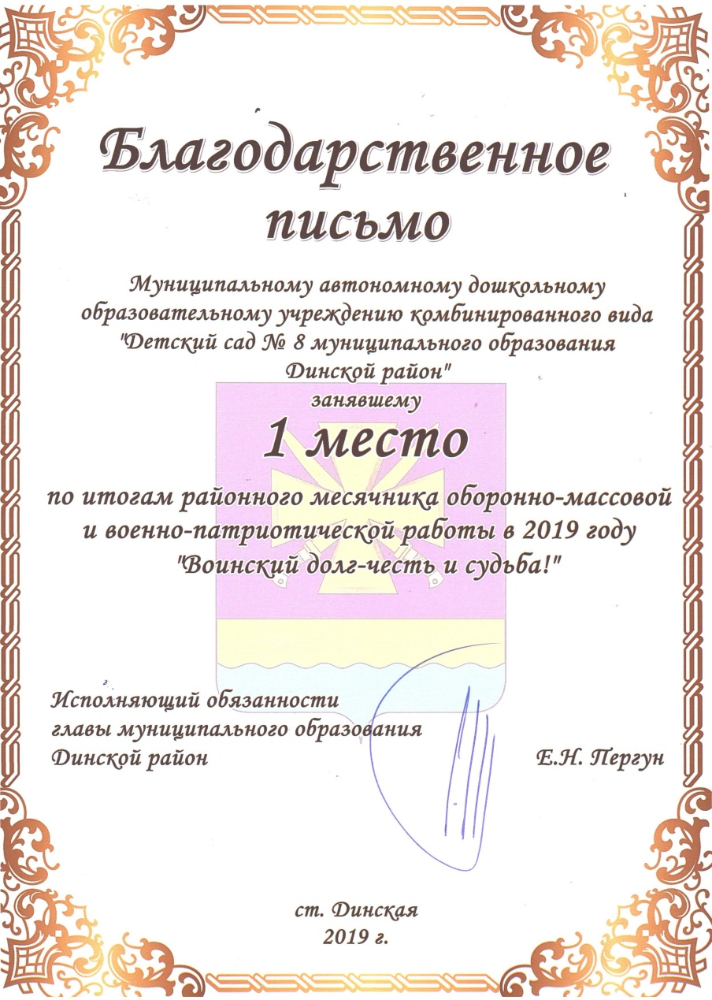 Благодарственное
письмо
Муниципальному автономному дошкольному
образовательному учреждению комбинированного вида
"Детский сад № 8 муниципального образования
Динской район"
занявшему
1 место
по итогам районного месячника оборонно-массовой
и военно-патриотической работы в 2019 году
"Воинский долг-честь и судьба!"
Исполняющий обязанности
главы муниципального образования
Динской район
Е.Н. Пергун
ст. Динская
2019 г.